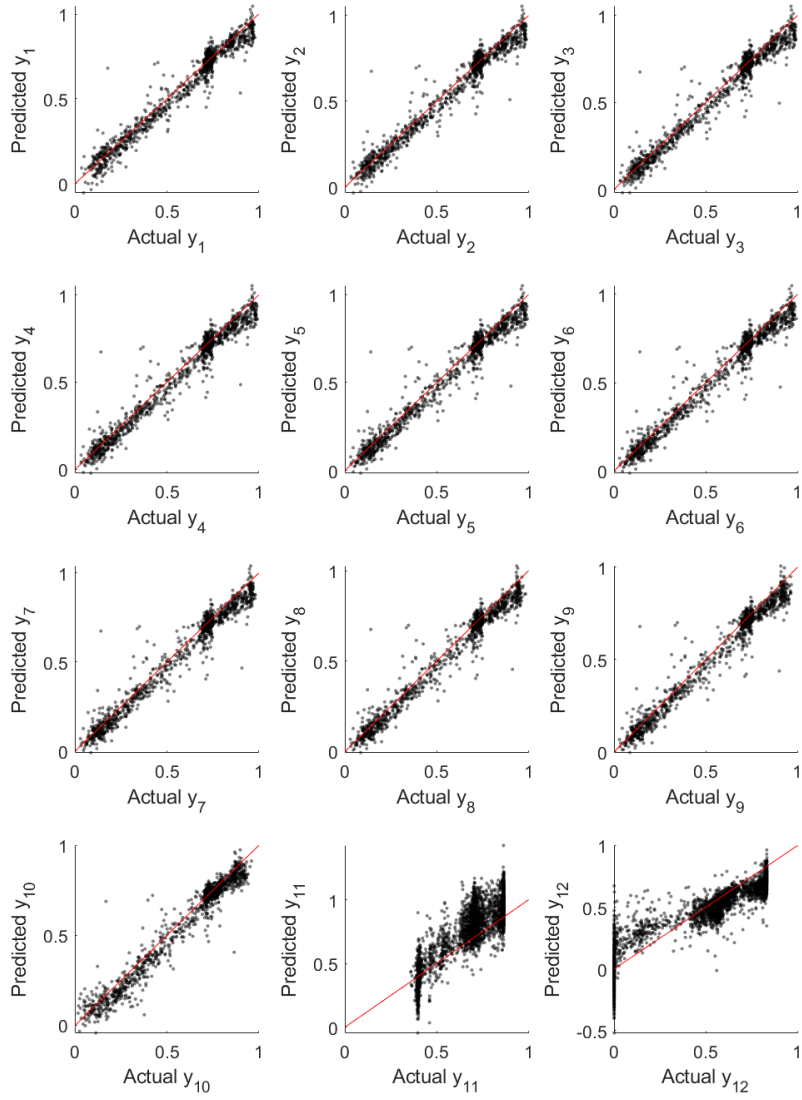 Predicted y1
1
0.5
0
0 0.5 1
Actual y1
Predicted y2
1
0.5
0
0 0.5 1
Actual y2
Predicted y3
1
0.5
0
0 0.5 1
Actual y3
Predicted y4
1
0.5
0
0 0.5 1
Actual y4
Predicted y5
1
0.5
0
0 0.5 1
Actual y5
Predicted y6
1
0.5
0
0 0.5 1
Actual y6
Predicted y7
1
0.5
0
0 0.5 1
Actual y7
Predicted y8
1
0.5
0
0 0.5 1
Actual y8
Predicted y9
1
0.5
0
0 0.5 1
Actual y9
Predicted y10
1
0.5
0
0 0.5 1
Actual y10
Predicted y11
1
0.5
0
0 0.5 1
Actual y11
Predicted y12
1
0.5
0
-0.5
0 0.5 1
Actual y12